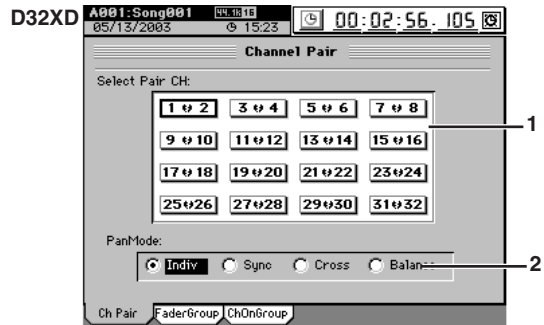 D32XD
A001:Song001 44.1K16
05/13/2003 15:23 00:02:56.105
Channel Pair
Select Pair CH:
1 2 3 4 5 6 7 8
1
9 10 11 12 13 14 15 16
17 18 19 20 21 22 23 24
25 26 27 28 29 30 31 32
PanMode:
Indiv Sync Cross Balance
2
Ch Pair FaderGroup ChOnGroup